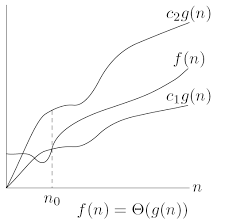 c₂g(n)
f(n)
c₁g(n)
n
n₀
f(n) = Θ(g(n))